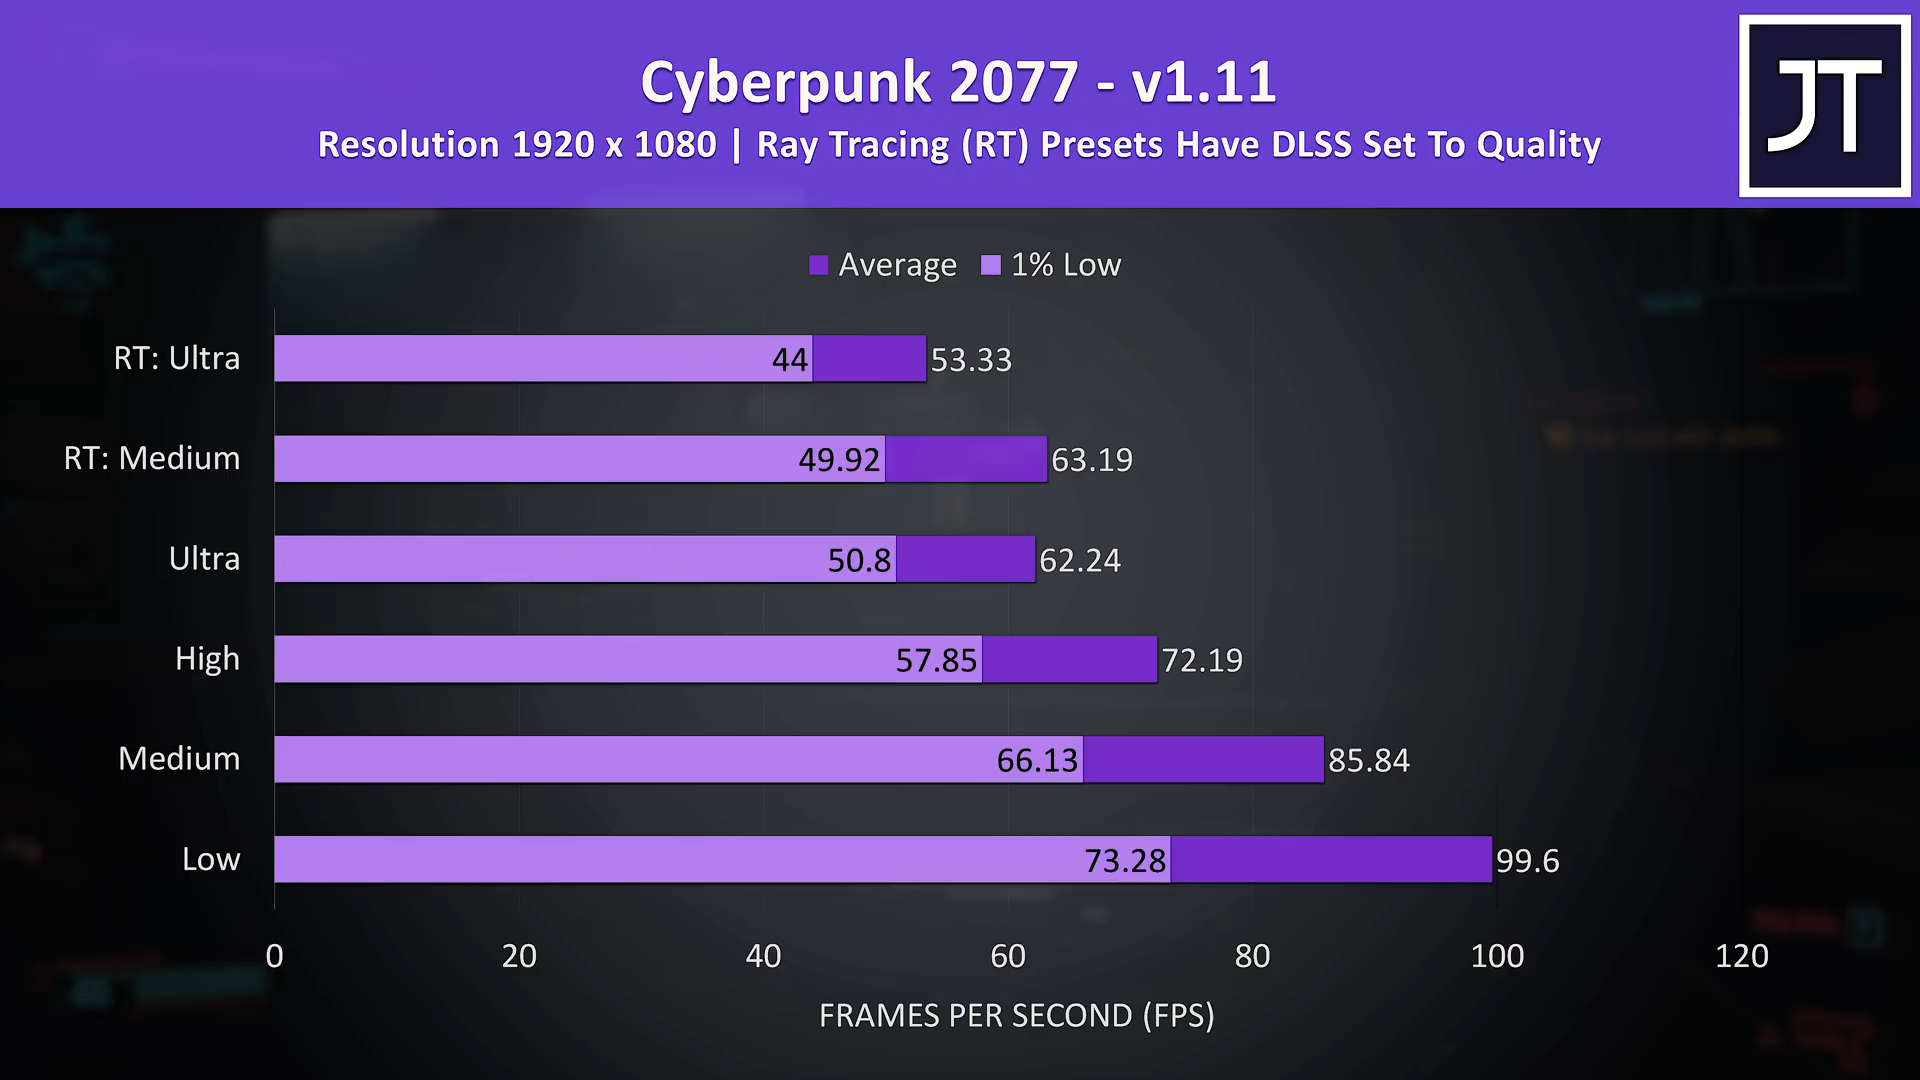 Cyberpunk 2077 - v1.11
Resolution 1920 x 1080 | Ray Tracing (RT) Presets Have DLSS Set To Quality
JT
Average 1% Low
RT: Ultra 44 53.33
RT: Medium 49.92 63.19
Ultra 50.8 62.24
High 57.85 72.19
Medium 66.13 85.84
Low 73.28 99.6
0 20 40 60 80 100 120
FRAMES PER SECOND (FPS)